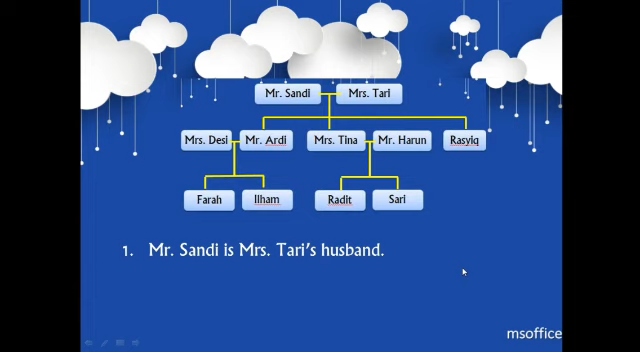 Mr. Sandi Mrs. Tari
Mrs. Desi Mr. Ardi Mrs. Tina Mr. Harun Rasyiq
Farah Ilham Radit Sari
1. Mr. Sandi is Mrs. Tari's husband.
msoffice